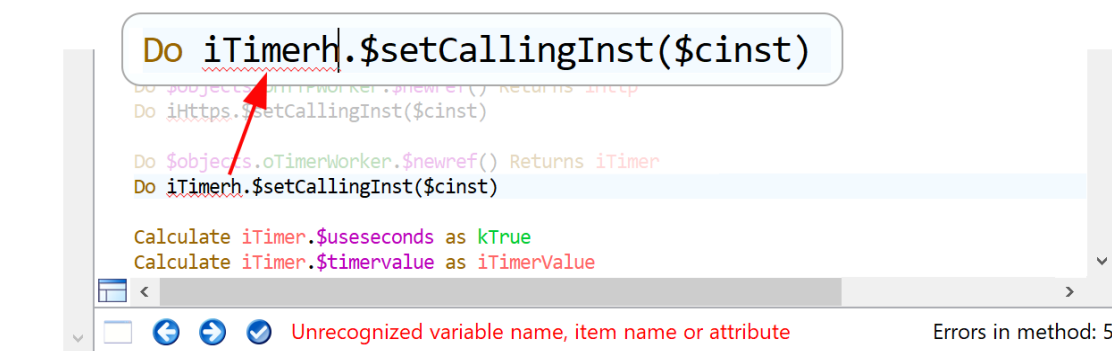 Do iTimerh.$setCallingInst($cinst)
Do $objects.oHTTPWorker.$newref() Returns iHttp
Do iHttps.$setCallingInst($cinst)
Do $objects.oTimerWorker.$newref() Returns iTimer
Do iTimerh.$setCallingInst($cinst)
Calculate iTimer.$useseconds as kTrue
Calculate iTimer.$timervalue as iTimerValue
Unrecognized variable name, item name or attribute Errors in method: 5